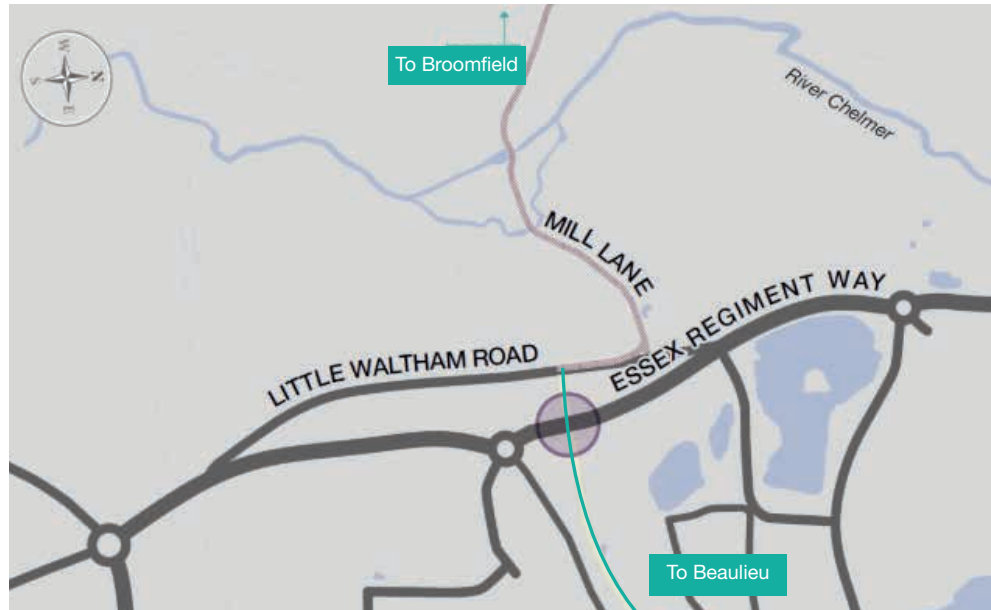 W
N
S
E
To Broomfield
River Chelmer
MILL LANE
ESSEX REGIMENT WAY
LITTLE WALTHAM ROAD
To Beaulieu